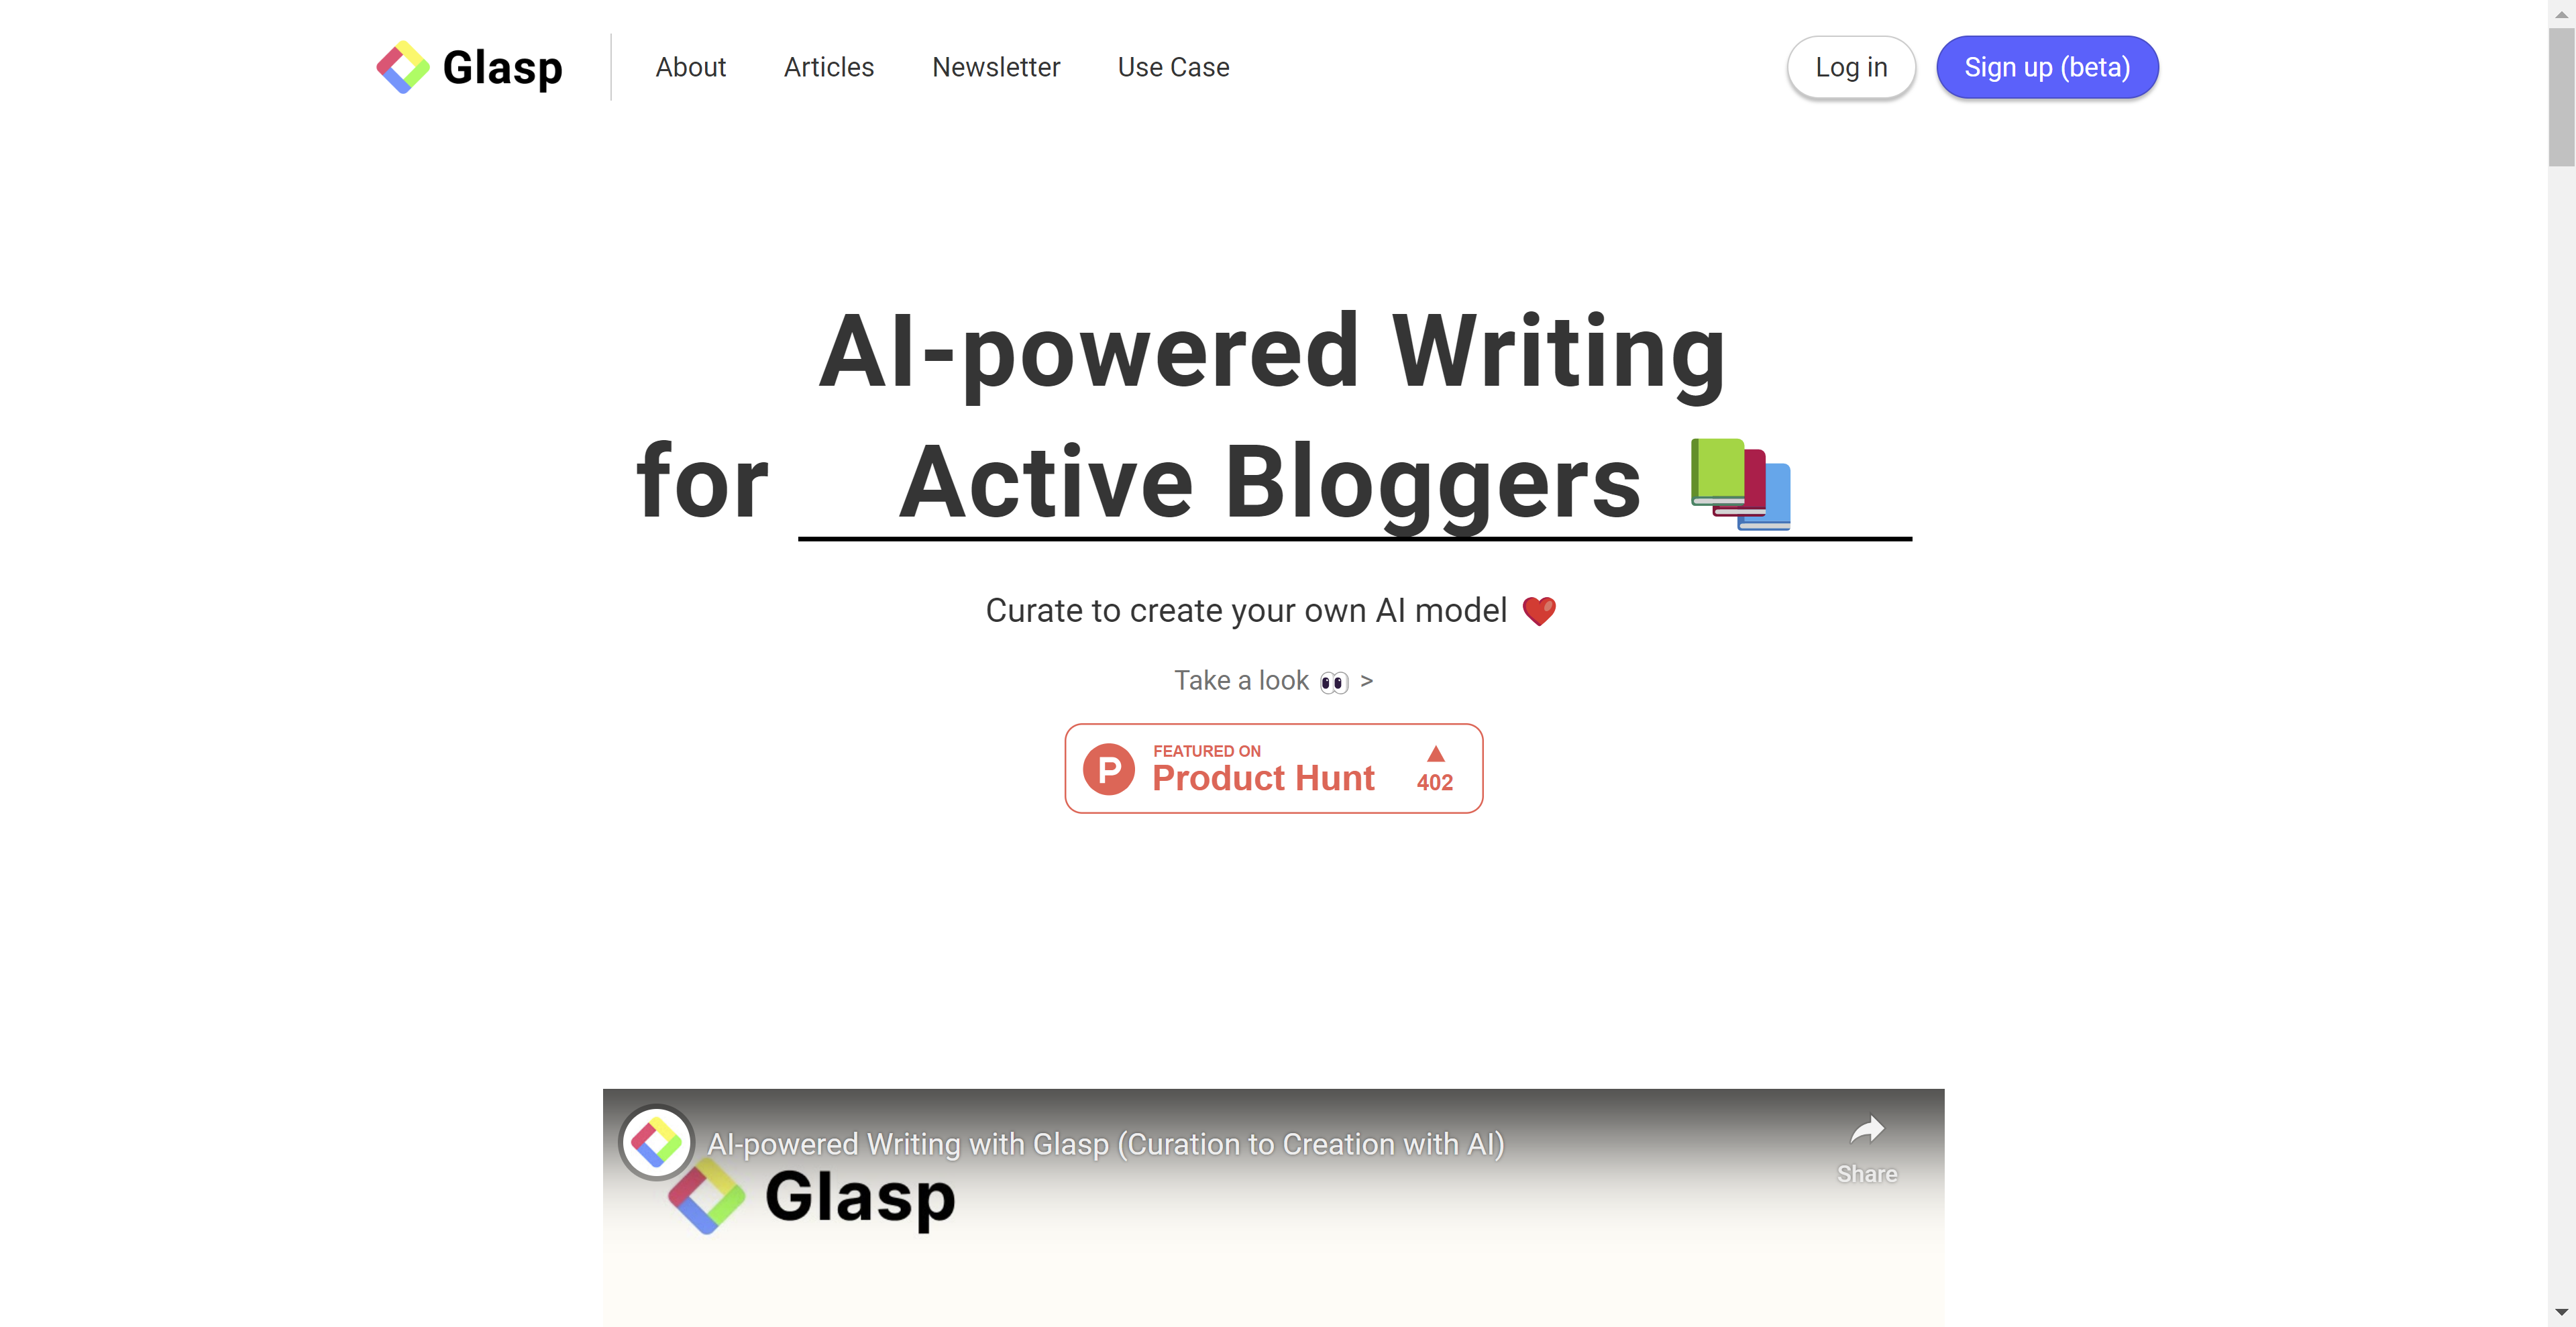 Glasp
About
Articles
Newsletter
Use Case
Log in
Sign up (beta)
AI-powered Writing
for Active Bloggers 📚
Curate to create your own AI model ❤️
Take a look 👀 >
P
FEATURED ON
Product Hunt
▲
402
AI-powered Writing with Glasp (Curation to Creation with AI)
Share
Glasp